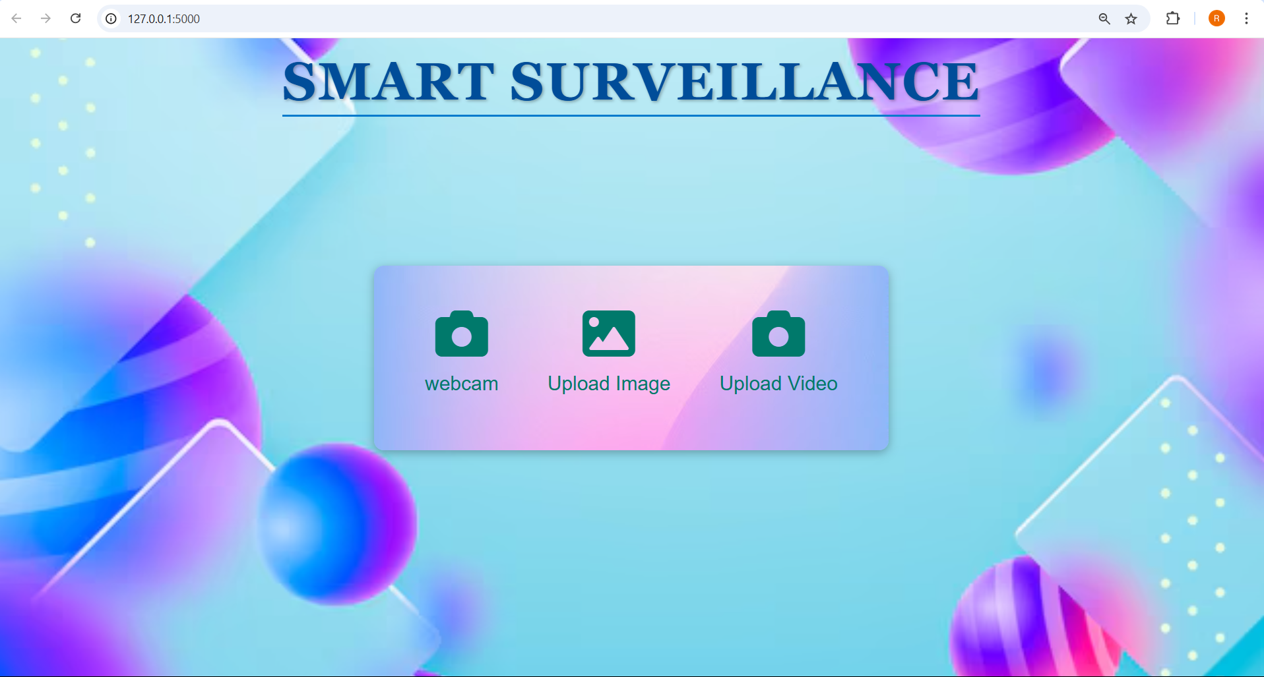 127.0.0.1:5000
R
SMART SURVEILLANCE
webcam
Upload Image
Upload Video